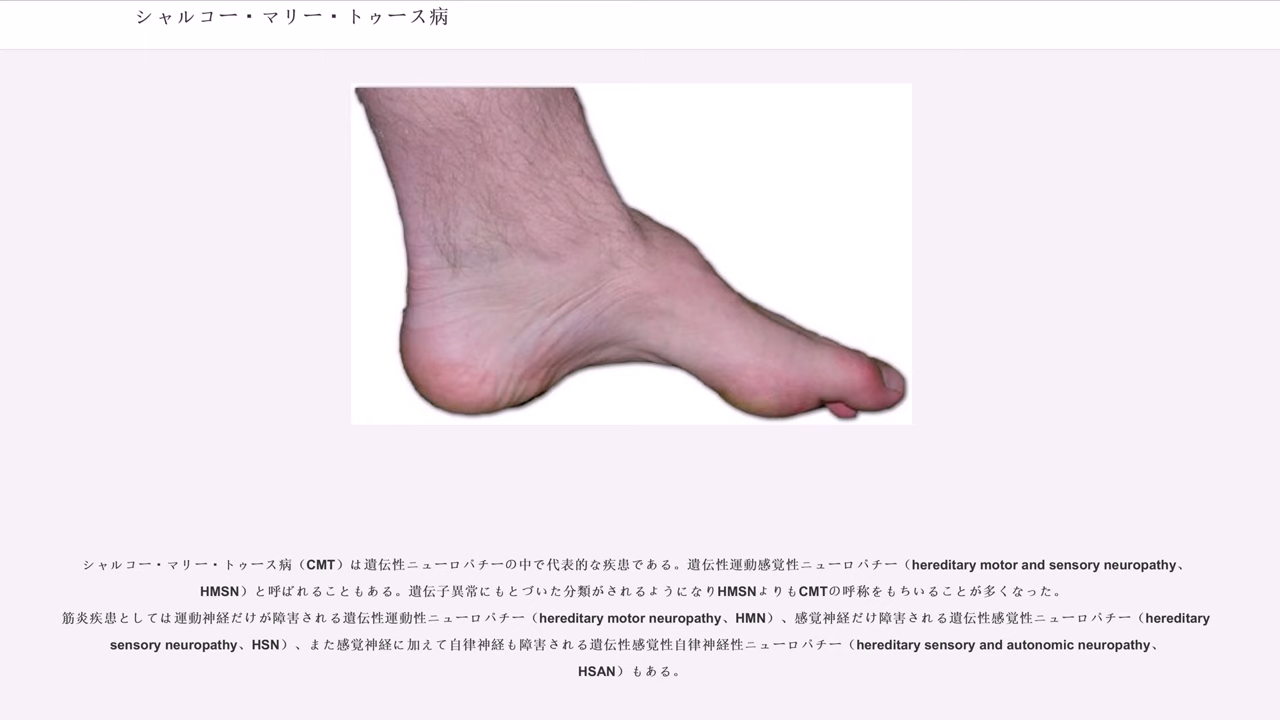 シャルコー・マリー・トゥース病
シャルコー・マリー・トゥース病（CMT）は遺伝性ニューロパチーの中で代表的な疾患である。遺伝性運動感覚性ニューロパチー（hereditary motor and sensory neuropathy、
HMSN）と呼ばれることもある。遺伝子異常にもとづいた分類がされるようになりHMSNよりもCMTの呼称をもちいることが多くなった。
筋炎疾患としては運動神経だけが障害される遺伝性運動性ニューロパチー（hereditary motor neuropathy、HMN）、感覚神経だけ障害される遺伝性感覚性ニューロパチー（hereditary
sensory neuropathy、HSN）、また感覚神経に加えて自律神経も障害される遺伝性感覚性自律神経性ニューロパチー（hereditary sensory and autonomic neuropathy、
HSAN）もある。